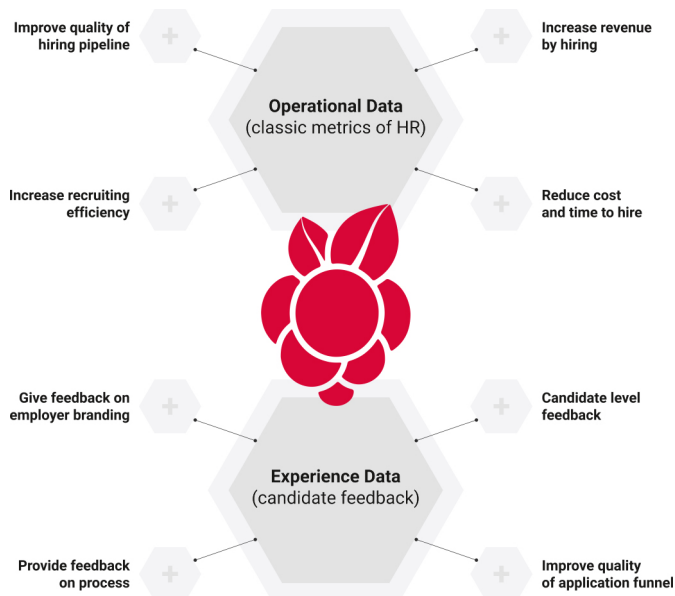 Improve quality of
hiring pipeline
Increase revenue
by hiring
Operational Data
(classic metrics of HR)
Increase recruiting
efficiency
Reduce cost
and time to hire
Give feedback on
employer branding
Candidate level
feedback
Experience Data
(candidate feedback)
Provide feedback
on process
Improve quality
of application funnel